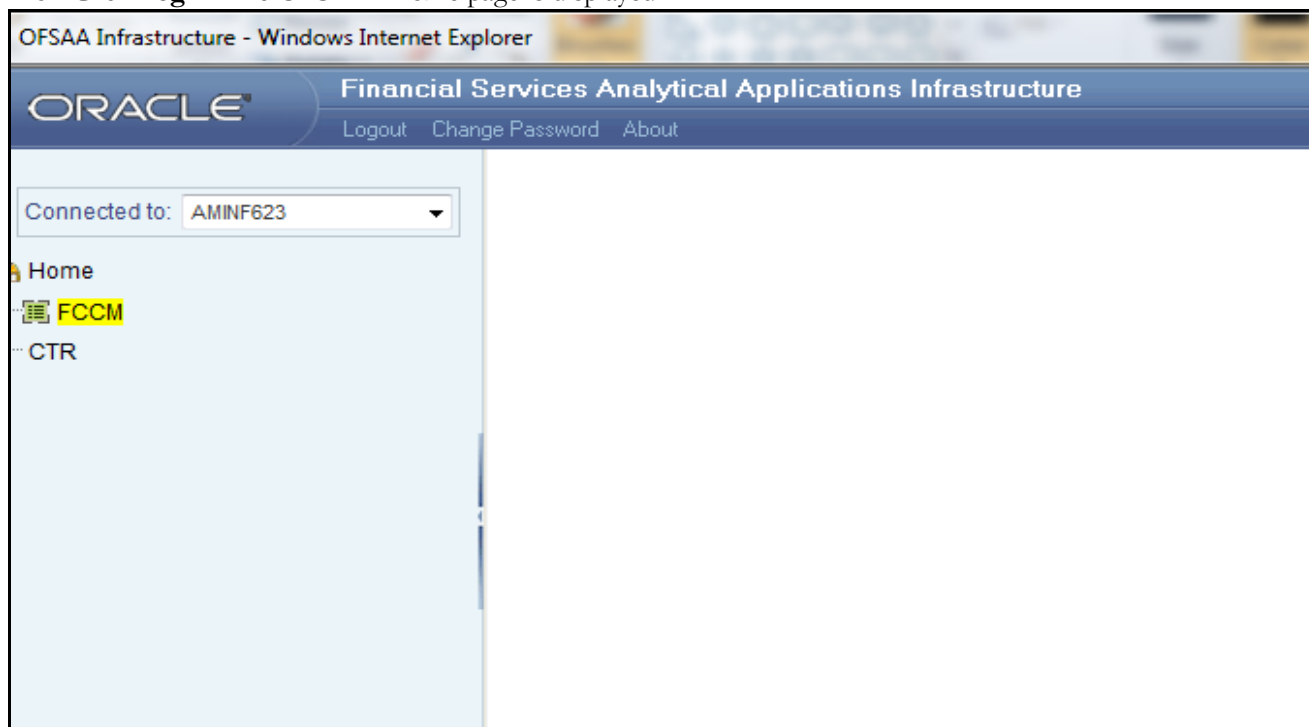 OFSAA Infrastructure - Windows Internet Explorer
ORACLE®
Financial Services Analytical Applications Infrastructure
Logout Change Password About
Connected to: AMINF623
Home
FCCM
CTR